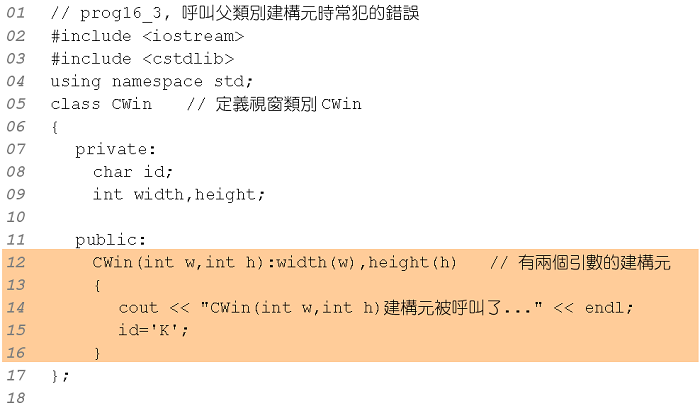 01 // prog16_3, 呼叫父類別建構元時常犯的錯誤
02 #include <iostream>
03 #include <cstdlib>
04 using namespace std;
05 class CWin // 定義視窗類別 CWin
06 {
07 private:
08 char id;
09 int width,height;
10
11 public:
12 CWin(int w,int h):width(w),height(h) // 有兩個引數的建構元
13 {
14 cout << "CWin(int w,int h)建構元被呼叫了..." << endl;
15 id='K';
16 }
17 };
18